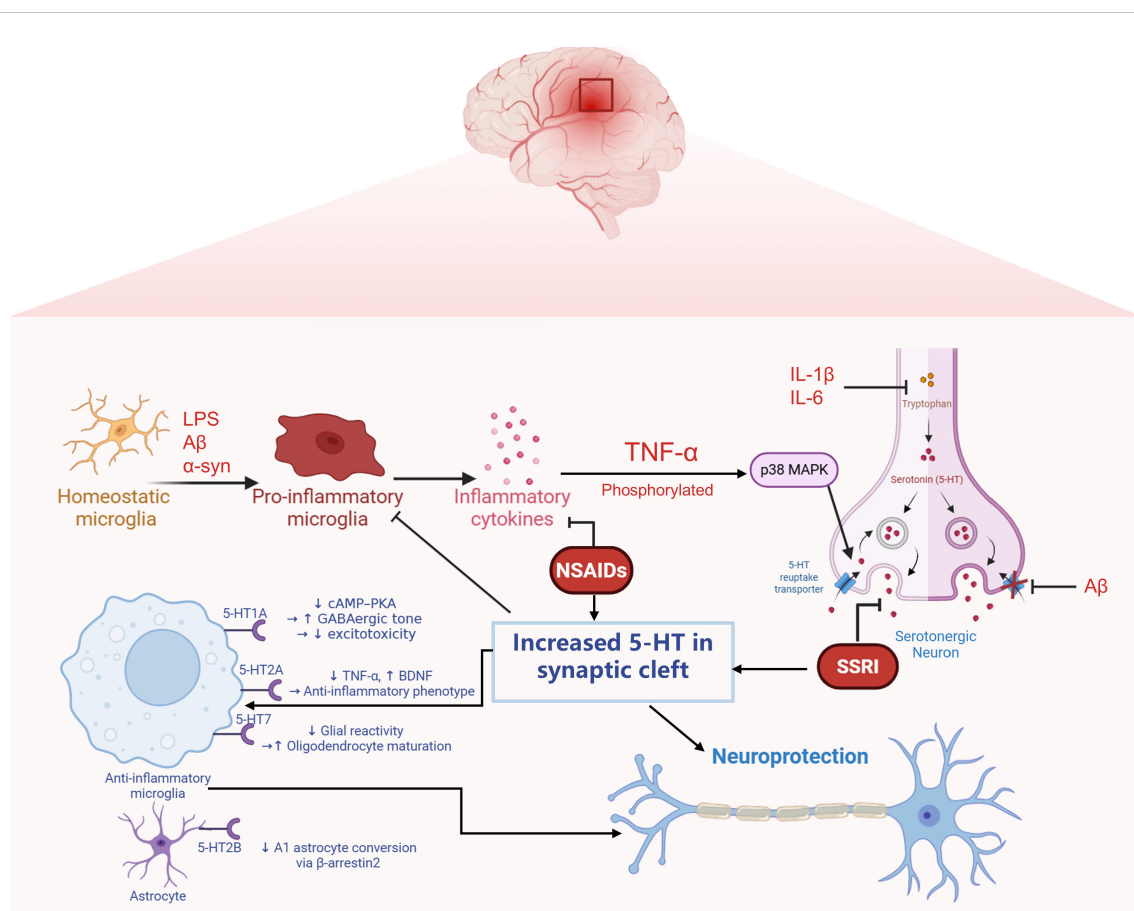 IL-1β
IL-6
Tryptophan
LPS
Aβ
α-syn
TNF-α
Phosphorylated
p38 MAPK
Serotonin (5-HT)
Homeostatic
microglia
Pro-inflammatory
microglia
Inflammatory
cytokines
NSAIDs
5-HT
reuptake
transporter
Aβ
Serotonergic
Neuron
SSRI
Increased 5-HT in
synaptic cleft
5-HT1A
↓ cAMP–PKA
→ ↑ GABAergic tone
→ ↓ excitotoxicity
5-HT2A
↓ TNF-α, ↑ BDNF
→ Anti-inflammatory phenotype
5-HT7
↓ Glial reactivity
→↑ Oligodendrocyte maturation
Neuroprotection
Anti-inflammatory
microglia
5-HT2B
↓ A1 astrocyte conversion
via β-arrestin2
Astrocyte